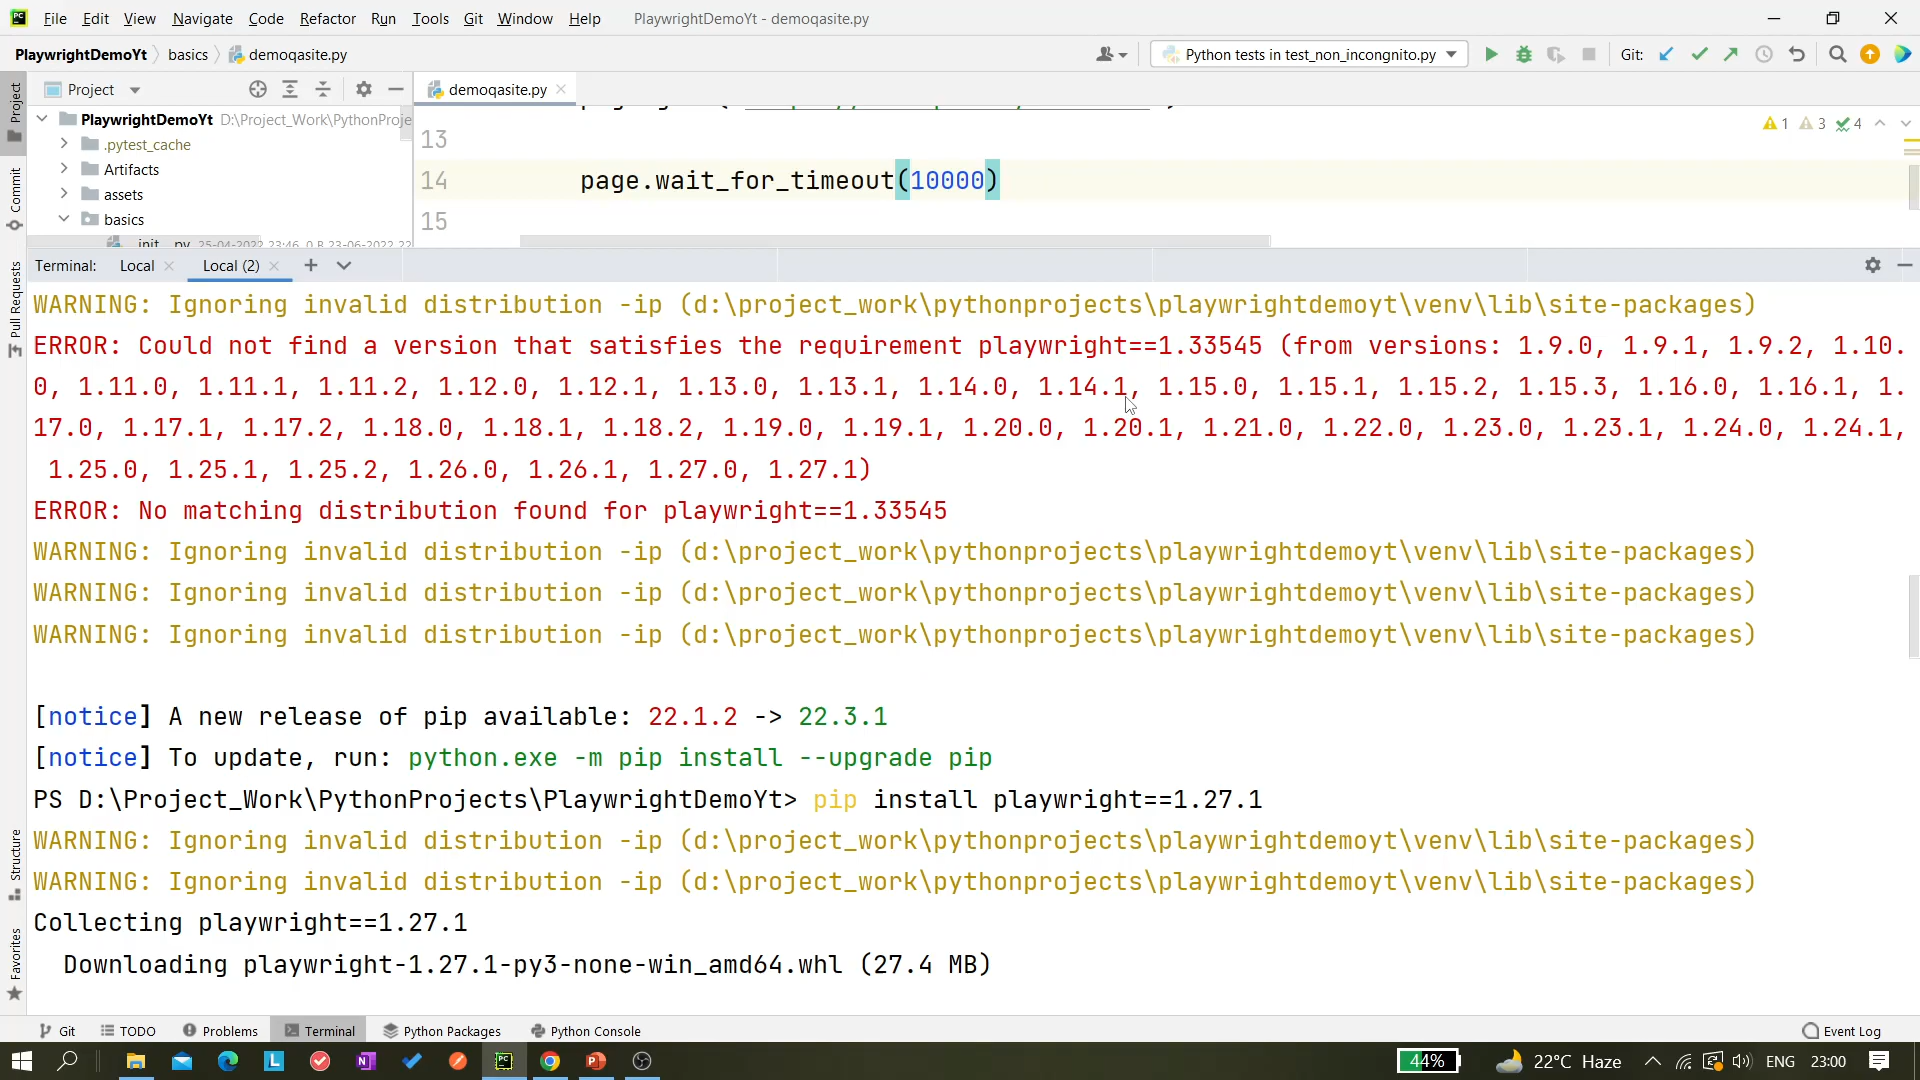 File Edit View Navigate Code Refactor Run Tools Git Window Help PlaywrightDemoYt - demoqasite.py
PlaywrightDemoYt basics demoqasite.py Python tests in test_non_incongnito.py Git:
Project demoqasite.py
PlaywrightDemoYt D:\Project_Work\PythonProje
.pytest_cache
Artifacts
assets
basics
13
14 page.wait_for_timeout(10000)
15
1 3 4
Project
Commit
Pull Requests
Structure
Favorites
Terminal: Local Local (2)
WARNING: Ignoring invalid distribution -ip (d:\project_work\pythonprojects\playwrightdemoyt\venv\lib\site-packages)
ERROR: Could not find a version that satisfies the requirement playwright==1.33545 (from versions: 1.9.0, 1.9.1, 1.9.2, 1.10.
0, 1.11.0, 1.11.1, 1.11.2, 1.12.0, 1.12.1, 1.13.0, 1.13.1, 1.14.0, 1.14.1, 1.15.0, 1.15.1, 1.15.2, 1.15.3, 1.16.0, 1.16.1, 1.
17.0, 1.17.1, 1.17.2, 1.18.0, 1.18.1, 1.18.2, 1.19.0, 1.19.1, 1.20.0, 1.20.1, 1.21.0, 1.22.0, 1.23.0, 1.23.1, 1.24.0, 1.24.1,
1.25.0, 1.25.1, 1.25.2, 1.26.0, 1.26.1, 1.27.0, 1.27.1)
ERROR: No matching distribution found for playwright==1.33545
WARNING: Ignoring invalid distribution -ip (d:\project_work\pythonprojects\playwrightdemoyt\venv\lib\site-packages)
WARNING: Ignoring invalid distribution -ip (d:\project_work\pythonprojects\playwrightdemoyt\venv\lib\site-packages)
WARNING: Ignoring invalid distribution -ip (d:\project_work\pythonprojects\playwrightdemoyt\venv\lib\site-packages)
[notice] A new release of pip available: 22.1.2 -> 22.3.1
[notice] To update, run: python.exe -m pip install --upgrade pip
PS D:\Project_Work\PythonProjects\PlaywrightDemoYt> pip install playwright==1.27.1
WARNING: Ignoring invalid distribution -ip (d:\project_work\pythonprojects\playwrightdemoyt\venv\lib\site-packages)
WARNING: Ignoring invalid distribution -ip (d:\project_work\pythonprojects\playwrightdemoyt\venv\lib\site-packages)
Collecting playwright==1.27.1
Downloading playwright-1.27.1-py3-none-win_amd64.whl (27.4 MB)
Git TODO Problems Terminal Python Packages Python Console Event Log
44% 22°C Haze ENG 23:00